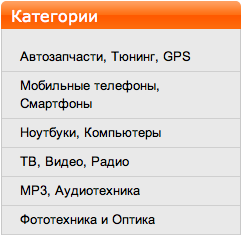 Категории
Автозапчасти, Тюнинг, GPS
Мобильные телефоны,
Смартфоны
Ноутбуки, Компьютеры
ТВ, Видео, Радио
MP3, Аудиотехника
Фототехника и Оптика